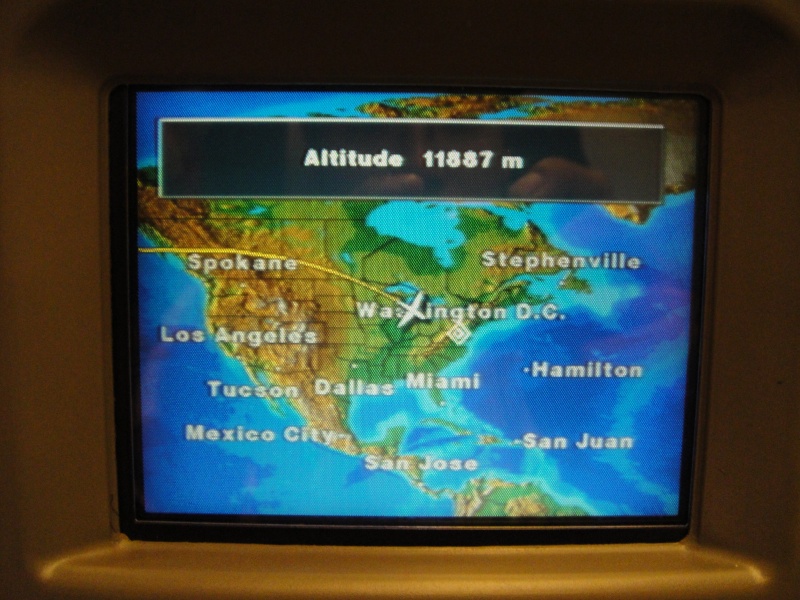 Altitude 11887 m
Spokane
Stephenville
Washington D.C.
Los Angeles
Hamilton
Tucson
Dallas
Miami
Mexico City
San Juan
San Jose